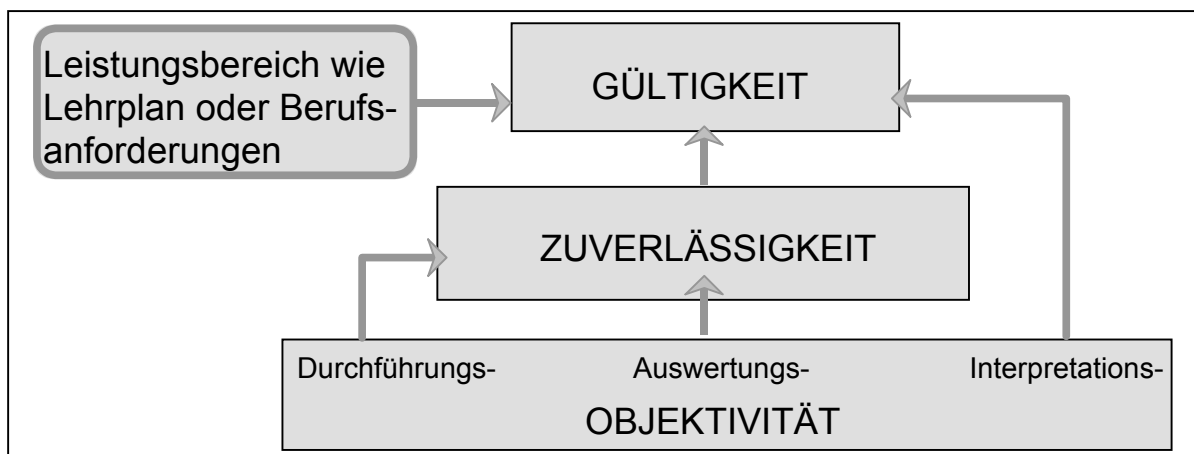 Leistungsbereich wie
Lehrplan oder Berufs-
anforderungen
GÜLTIGKEIT
ZUVERLÄSSIGKEIT
Durchführungs- Auswertungs- Interpretations-
OBJEKTIVITÄT